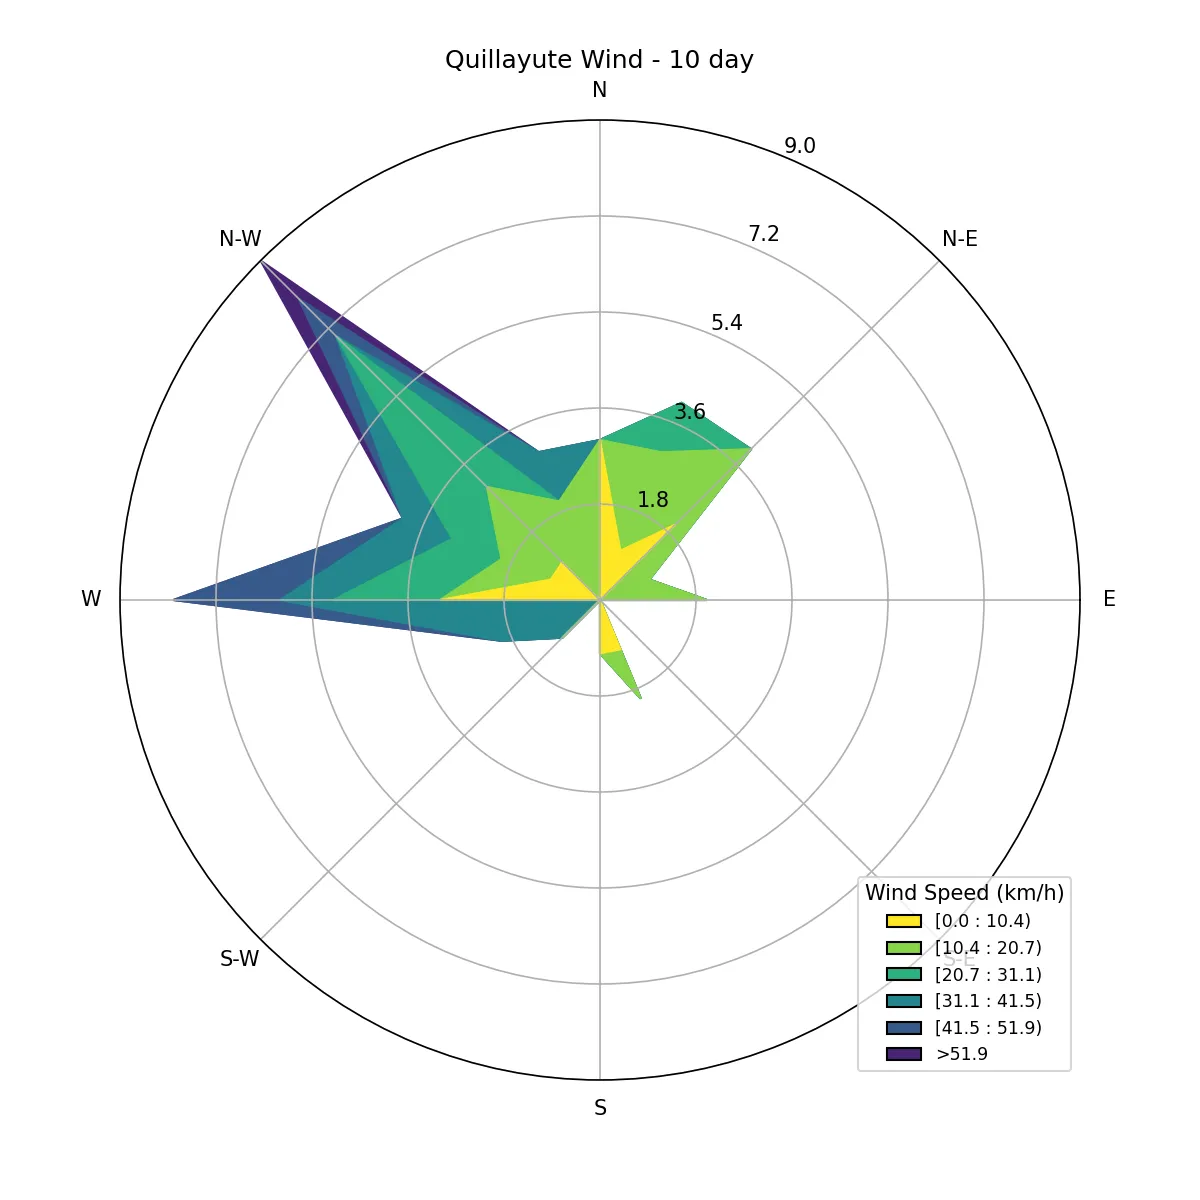 Quillayute Wind - 10 day
N
9.0
7.2
N-W
N-E
5.4
3.6
1.8
W
E
Wind Speed (km/h)
[0.0 : 10.4)
[10.4 : 20.7)
S-W
S-E
[20.7 : 31.1)
[31.1 : 41.5)
[41.5 : 51.9)
>51.9
S